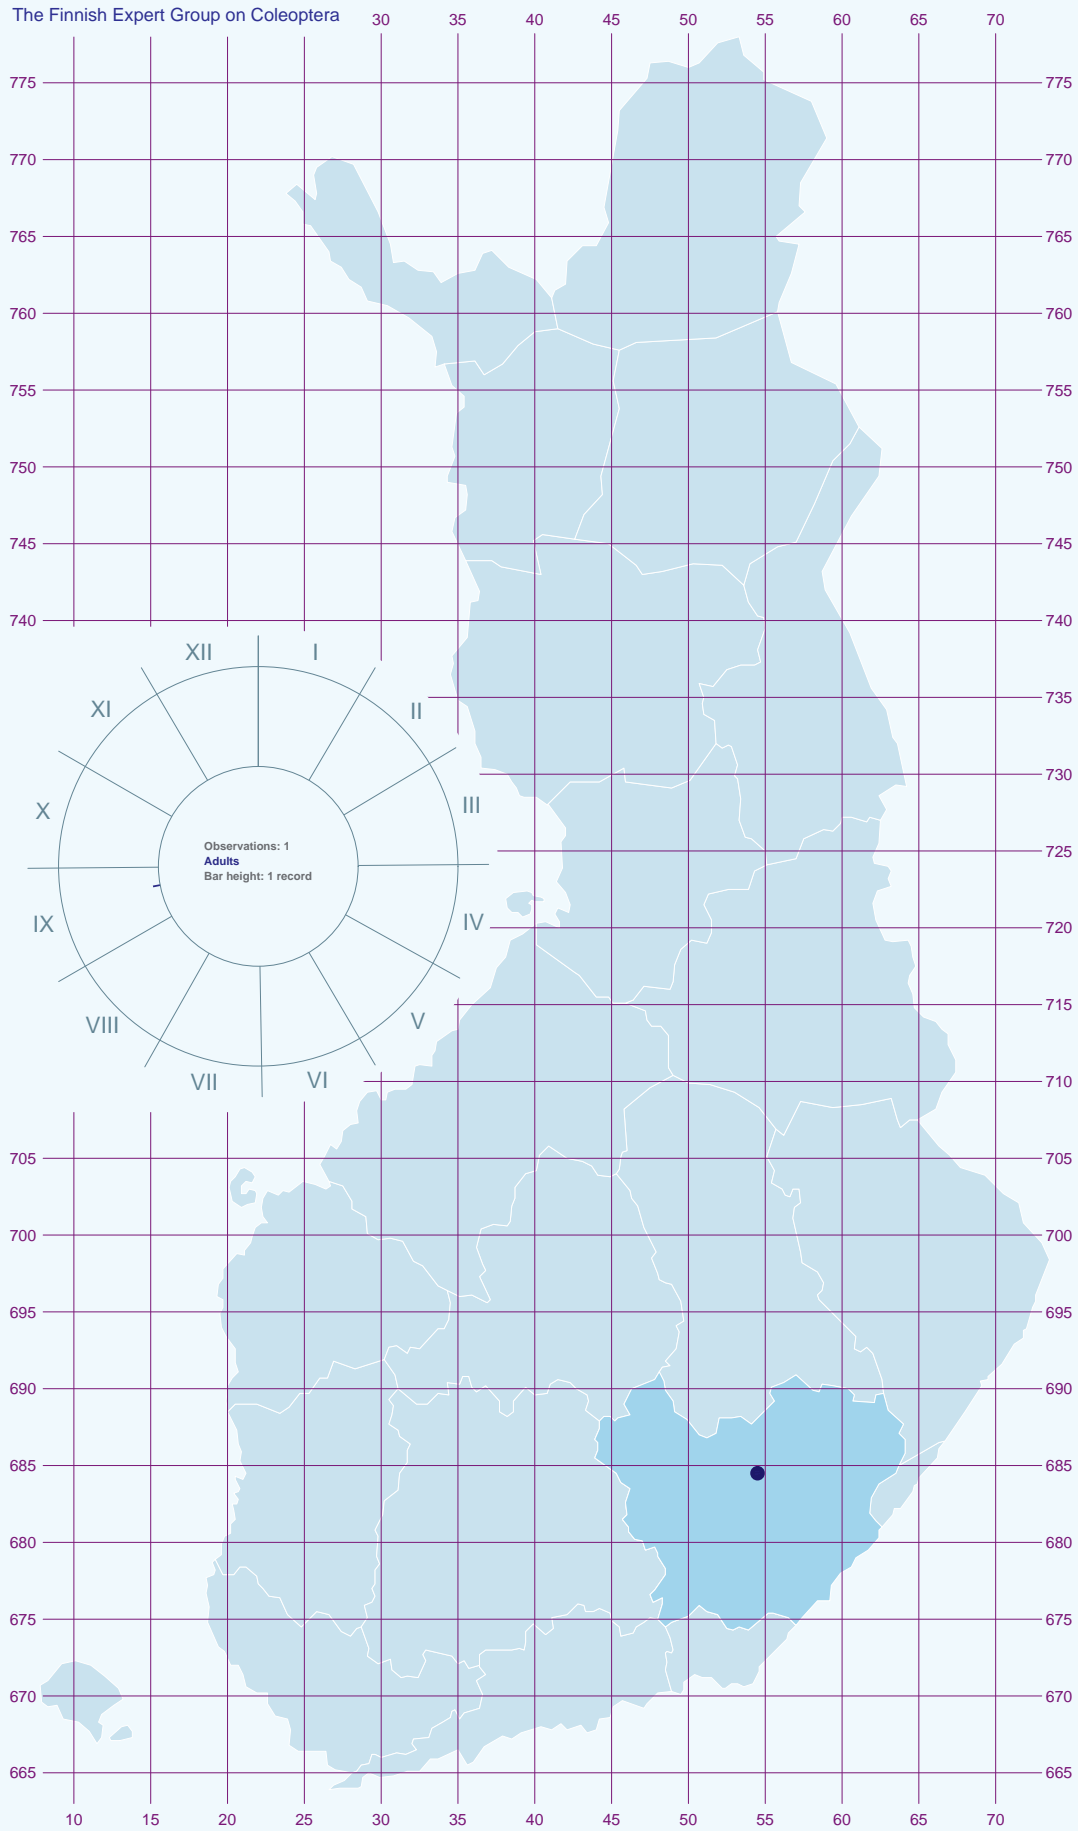 The Finnish Expert Group on Coleoptera
30 35 40 45 50 55 60 65 70
775 775
770 770
765 765
760 760
755 755
750 750
745 745
740 740
XII I
XI II
735
730
X III
Observations: 1
Adults
Bar height: 1 record
725
IX IV
720
715
VIII V
VII VI
710
705 705
700 700
695 695
690 690
685 685
680 680
675 675
670 670
665 665
10 15 20 25 30 35 40 45 50 55 60 65 70